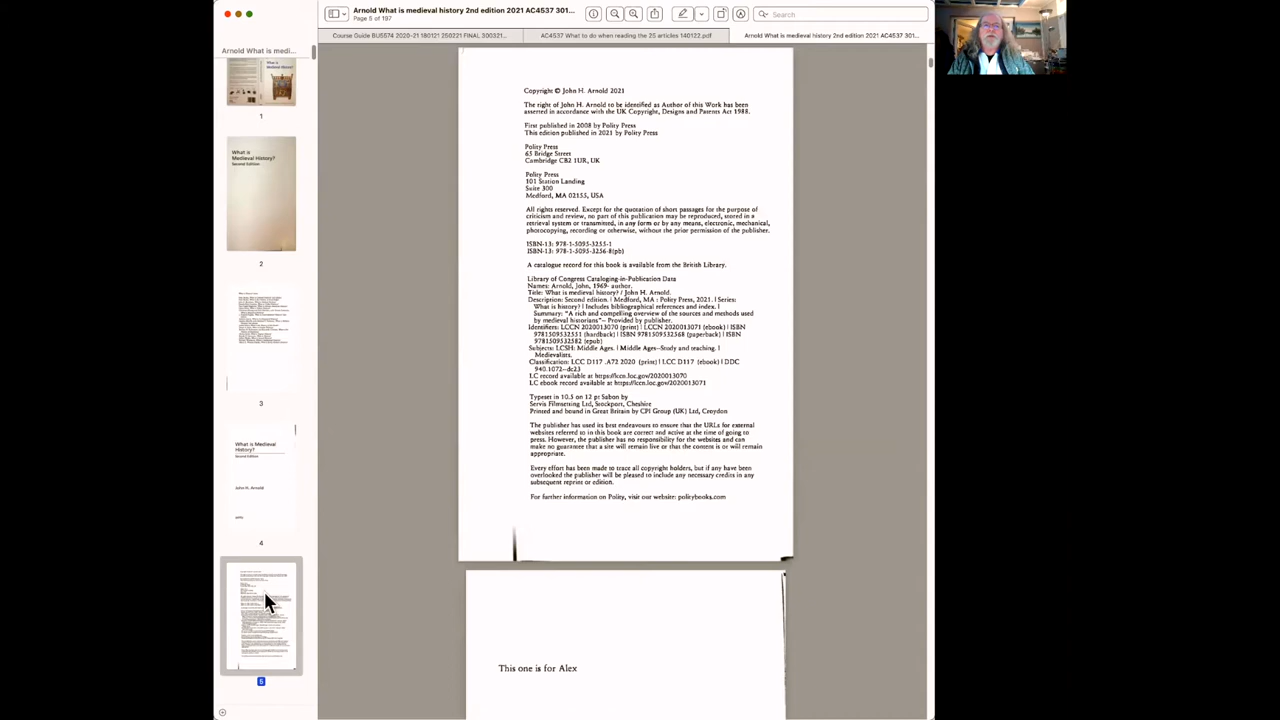 Arnold What is medieval history 2nd edition 2021 AC4537 301...
Page 5 of 197
Search
Course Guide BU5574 2020-21 180121 250221 FINAL 300321...
AC4537 What to do when reading the 25 articles 140122.pdf
Arnold What is medieval history 2nd edition 2021 AC4537 301...
Arnold What is medi...
1
What is
Medieval History?
Second Edition
2
3
What is Medieval
History?
Second Edition
John H. Arnold
4
5
Copyright © John H. Arnold 2021
The right of John H. Arnold to be identified as Author of this Work has been
asserted in accordance with the UK Copyright, Designs and Patents Act 1988.
First published in 2008 by Polity Press
This edition published in 2021 by Polity Press
Polity Press
65 Bridge Street
Cambridge CB2 1UR, UK
Polity Press
101 Station Landing
Suite 300
Medford, MA 02155, USA
All rights reserved. Except for the quotation of short passages for the purpose of
criticism and review, no part of this publication may be reproduced, stored in a
retrieval system or transmitted, in any form or by any means, electronic, mechanical,
photocopying, recording or otherwise, without the prior permission of the publisher.
ISBN-13: 978-1-5095-3255-1
ISBN-13: 978-1-5095-3256-8(pb)
A catalogue record for this book is available from the British Library.
Library of Congress Cataloging-in-Publication Data
Names: Arnold, John, 1969- author.
Title: What is medieval history? / John H. Arnold.
Description: Second edition. | Medford, MA : Polity Press, 2021. | Series:
What is history? | Includes bibliographical references and index. |
Summary: "A rich and compelling overview of the sources and methods used
by medieval historians"-- Provided by publisher.
Identifiers: LCCN 2020013070 (print) | LCCN 2020013071 (ebook) | ISBN
9781509532551 (hardback) | ISBN 9781509532568 (paperback) | ISBN
9781509532582 (epub)
Subjects: LCSH: Middle Ages. | Middle Ages--Study and teaching. |
Medievalists.
Classification: LCC D117 .A72 2020 (print) | LCC D117 (ebook) | DDC
940.1072--dc23
LC record available at https://lccn.loc.gov/2020013070
LC ebook record available at https://lccn.loc.gov/2020013071
Typeset in 10.5 on 12 pt Sabon by
Servis Filmsetting Ltd, Stockport, Cheshire
Printed and bound in Great Britain by CPI Group (UK) Ltd, Croydon
The publisher has used its best endeavours to ensure that the URLs for external
websites referred to in this book are correct and active at the time of going to
press. However, the publisher has no responsibility for the websites and can
make no guarantee that a site will remain live or that the content is or will remain
appropriate.
Every effort has been made to trace all copyright holders, but if any have been
overlooked the publisher will be pleased to include any necessary credits in any
subsequent reprint or edition.
For further information on Polity, visit our website: politybooks.com
This one is for Alex